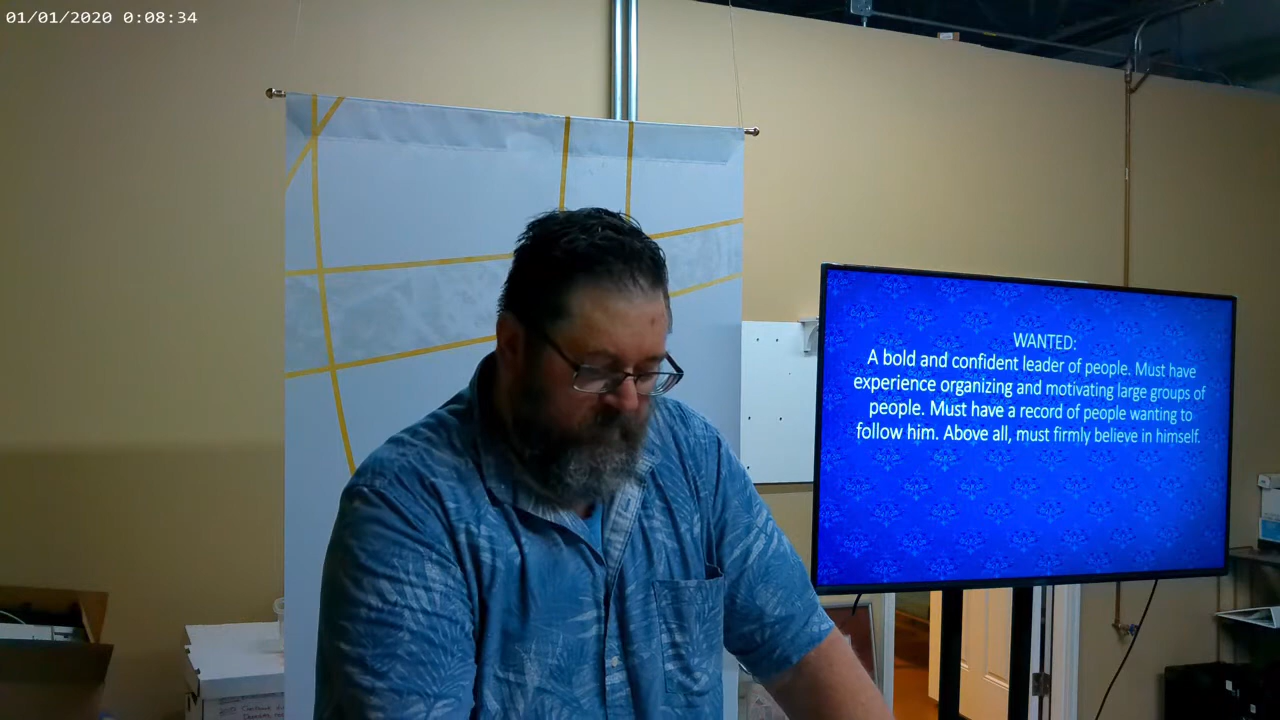 01/01/2020 0:08:34
WANTED:
A bold and confident leader of people. Must have
experience organizing and motivating large groups of
people. Must have a record of people wanting to
follow him. Above all, must firmly believe in himself.